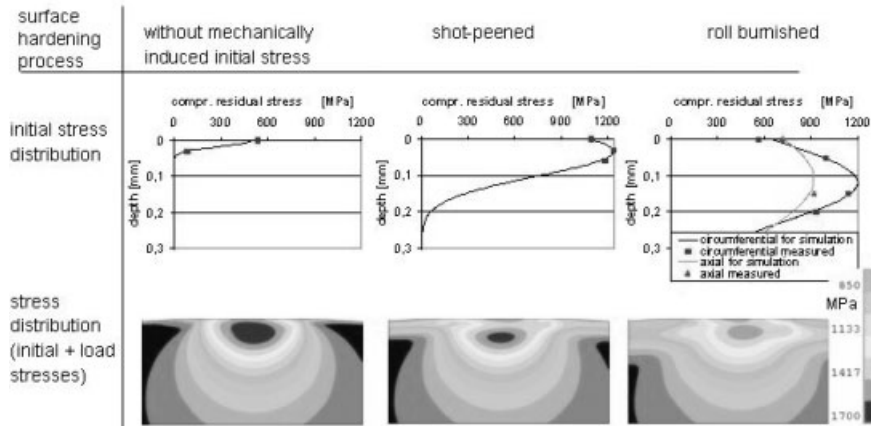 surface
hardening
process
without mechanically
induced initial stress
shot-peened
roll burnished
initial stress
distribution
compr. residual stress [MPa]
0 300 600 900 1200
0
0,1
0,2
0,3
depth [mm]
compr. residual stress [MPa]
0 300 600 900 1200
0
0,1
0,2
0,3
depth [mm]
compr. residual stress [MPa]
0 300 600 900 1200
0
0,1
0,2
0,3
depth [mm]
circumferential for simulation
circumferential measured
axial for simulation
axial measured
stress
distribution
(initial + load
stresses)
850
MPa
1133
1417
1700